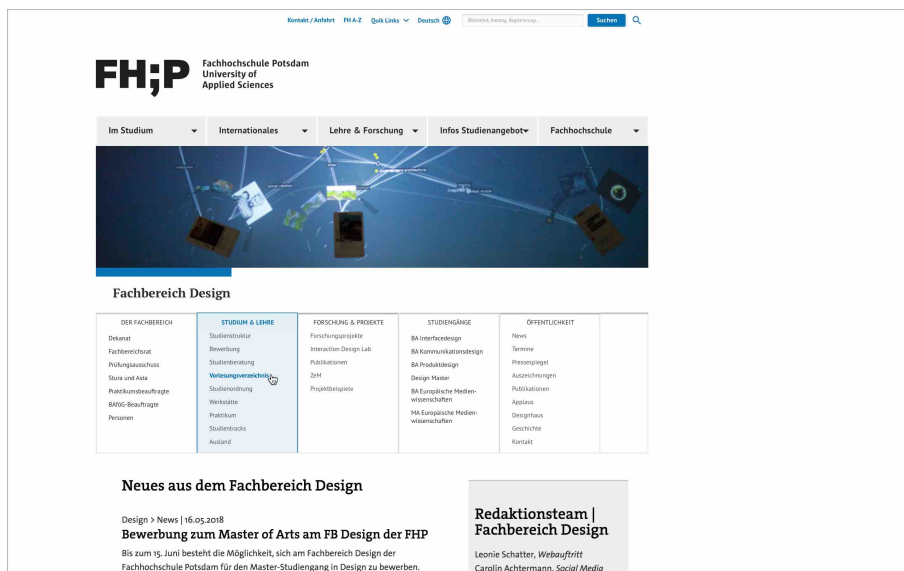 Kontakt / Anfahrt FH A-Z Quik Links Deutsch Bibliothek, Katalog, Registrierung... Suchen
FH;P
Fachhochschule Potsdam
University of
Applied Sciences
Im Studium Internationales Lehre & Forschung Infos Studienangebot Fachhochschule
Fachbereich Design
DER FACHBEREICH
Dekanat
Fachbereichsrat
Prüfungsausschuss
Stura und Asta
Praktikumsbeauftragte
BAföG-Beauftragte
Personen
STUDIUM & LEHRE
Studienstruktur
Bewerbung
Studienberatung
Vorlesungsverzeichniss
Studienordnung
Werkstätte
Praktikum
Studientracks
Ausland
FORSCHUNG & PROJEKTE
Forschungsprojekte
Interaction Design Lab
Publikationen
ZeM
Projektbeispiele
STUDIENGÄNGE
BA Interfacedesign
BA Kommunikationsdesign
BA Produktdesign
Design Master
BA Europäische Medien-
wissenschaften
MA Europäische Medien-
wissenschaften
ÖFFENTLICHKEIT
News
Termine
Pressespiegel
Auszeichnungen
Publikationen
Applaus
Designhaus
Geschichte
Kontakt
Neues aus dem Fachbereich Design
Design > News | 16.05.2018
Bewerbung zum Master of Arts am FB Design der FHP
Bis zum 15. Juni besteht die Möglichkeit, sich am Fachbereich Design der
Fachhochschule Potsdam für den Master-Studiengang in Design zu bewerben.
Redaktionsteam |
Fachbereich Design
Leonie Schatter, Webauftritt
Carolin Achtermann, Social Media